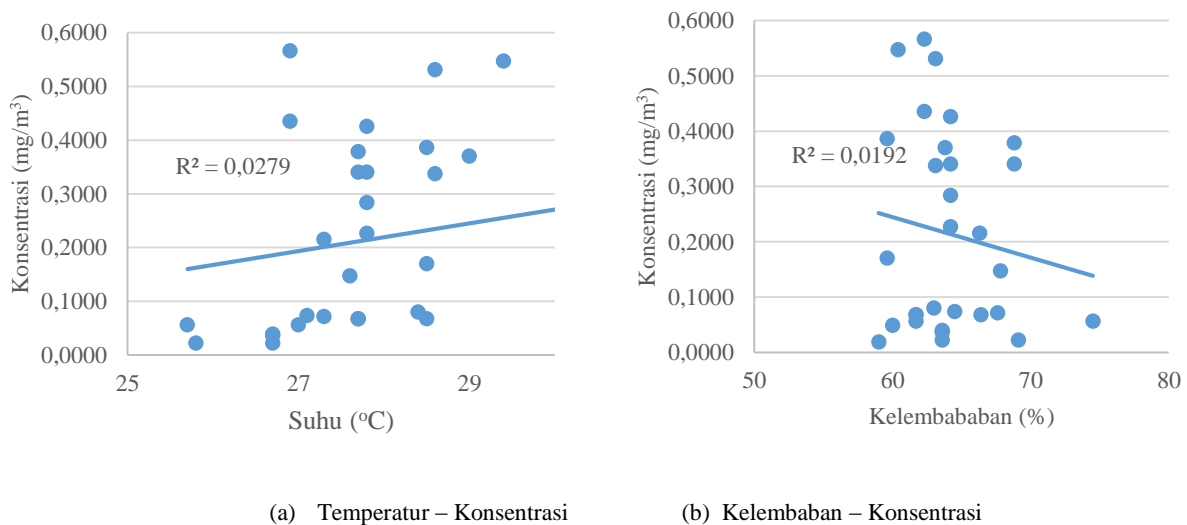 0,6000
0,5000
0,4000
0,3000
0,2000
0,1000
0,0000
Konsentrasi (mg/m³)
R² = 0,0279
25
27
29
Suhu (ᵒC)
0,6000
0,5000
0,4000
0,3000
0,2000
0,1000
0,0000
Konsentrasi (mg/m³)
R² = 0,0192
50
60
70
80
Kelembababan (%)
(a) Temperatur – Konsentrasi
(b) Kelembaban – Konsentrasi